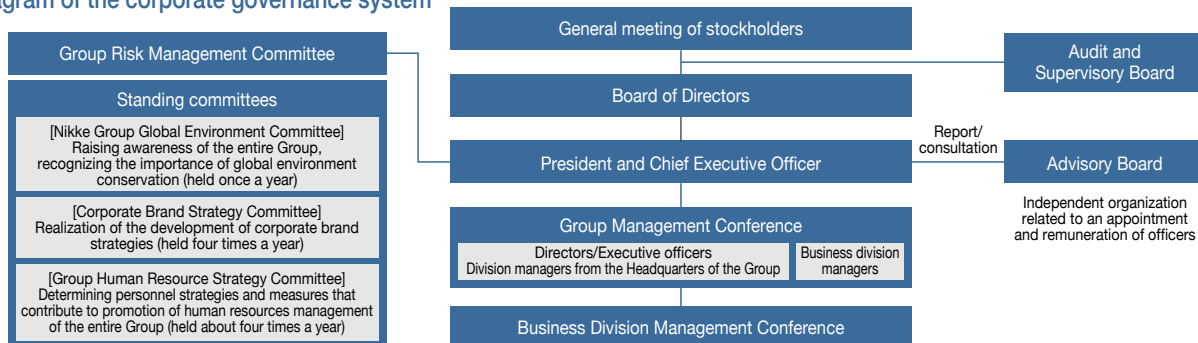 of the corporate governance system
Group Risk Management Committee
Standing committees
[Nikke Group Global Environment Committee]
Raising awareness of the entire Group,
recognizing the importance of global environment
conservation (held once a year)
[Corporate Brand Strategy Committee]
Realization of the development of corporate brand
strategies (held four times a year)
[Group Human Resource Strategy Committee]
Determining personnel strategies and measures that
contribute to promotion of human resources management
of the entire Group (held about four times a year)
General meeting of stockholders
Board of Directors
President and Chief Executive Officer
Group Management Conference
Directors/Executive officers
Division managers from the Headquarters of the Group
Business division
managers
Business Division Management Conference
Audit and
Supervisory Board
Report/
consultation
Advisory Board
Independent organization
related to an appointment
and remuneration of officers